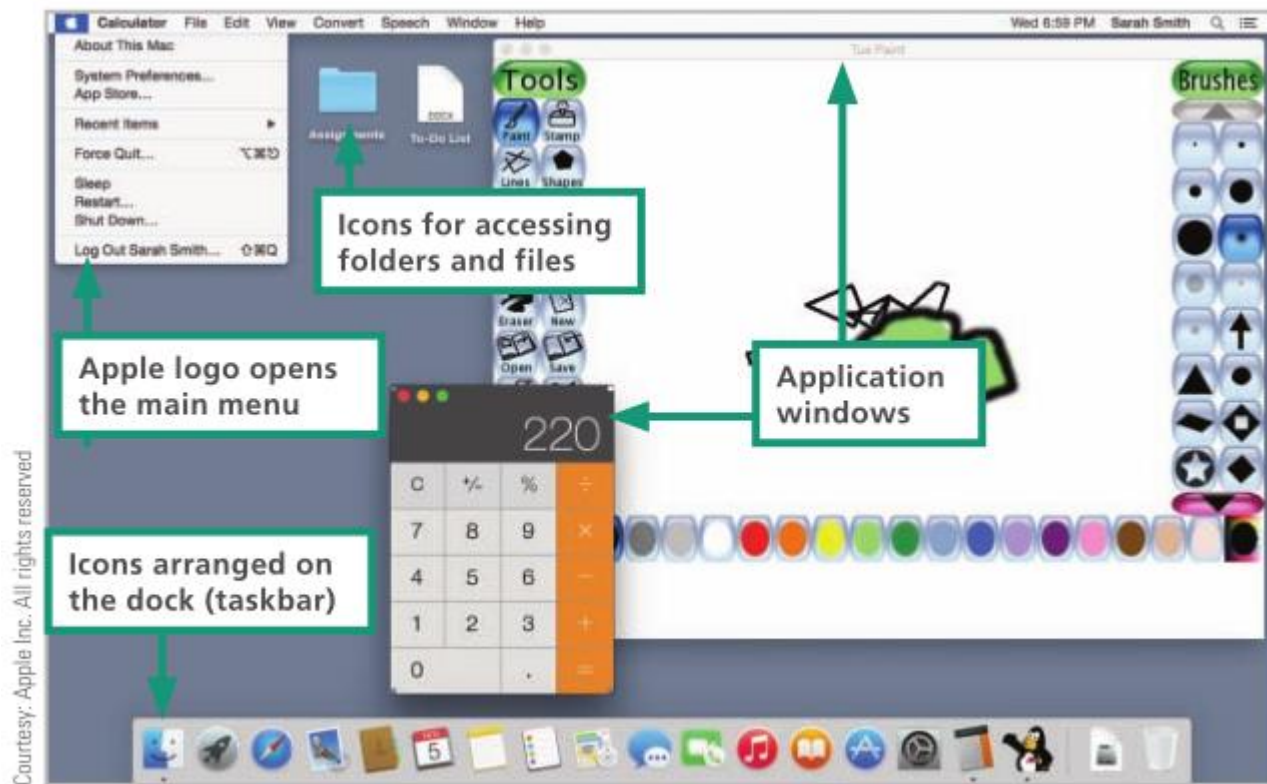 Calculator File Edit View Convert Speech Window Help
Wed 6:59 PM Sarah Smith
About This Mac
System Preferences...
App Store...
Recent Items
Force Quit... ⌥⌘⎋
Sleep
Restart...
Shut Down...
Log Out Sarah Smith... ⇧⌘Q
Assignments
DOCX
To-Do List
Tux Paint
Tools
Paint Stamp
Lines Shapes
Eraser New
Open Save
Brushes
Icons for accessing
folders and files
Apple logo opens
the main menu
Application
windows
220
C +/- % ÷
7 8 9 ×
4 5 6 −
1 2 3 +
0 . =
Icons arranged on
the dock (taskbar)
5
Courtesy: Apple Inc. All rights reserved